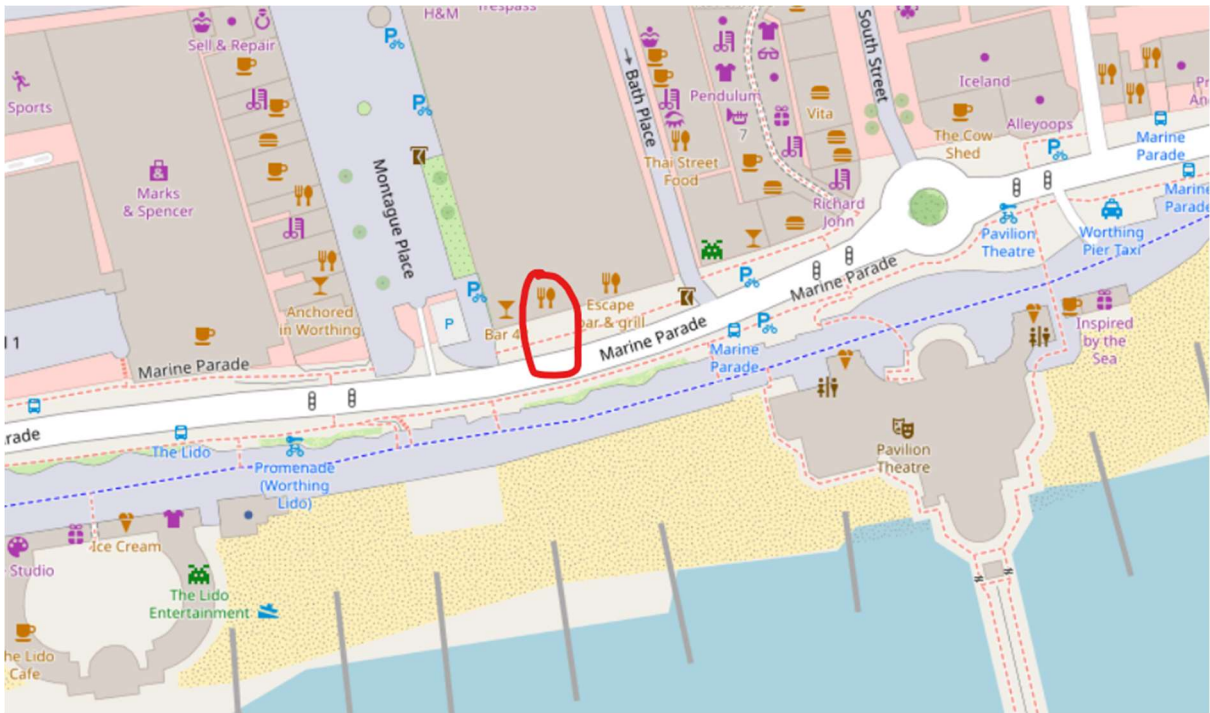 H&M
Trespass
Sell & Repair
Sports
Marks
& Spencer
Montague Place
Bath Place
Pendulum
7
Vita
Thai Street
Food
Richard
John
South Street
Iceland
Alleyoops
The Cow
Shed
Marine
Parade
Marine
Parade
Pavilion
Theatre
Worthing
Pier Taxi
Anchored
in Worthing
P
Bar 4
Escape
bar & grill
Marine Parade
Marine Parade
Marine Parade
Marine
Parade
Inspired
by the
Sea
11
arade
The Lido
Promenade
(Worthing
Lido)
Pavilion
Theatre
Ice Cream
Studio
The Lido
Entertainment
The Lido
Cafe